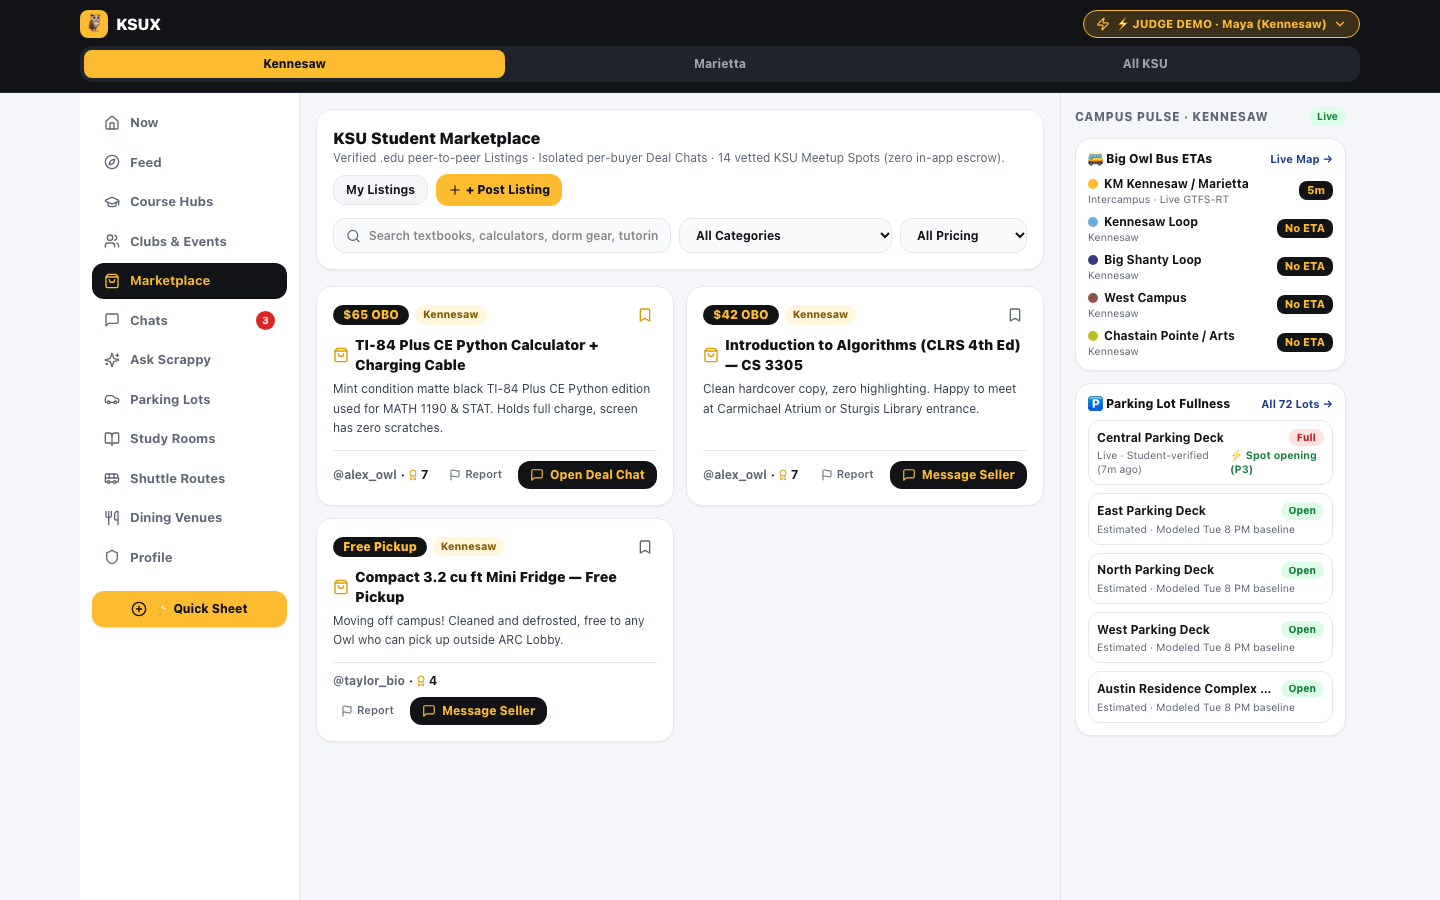 KSUX
⚡ JUDGE DEMO · Maya (Kennesaw)
Kennesaw
Marietta
All KSU
Now
Feed
Course Hubs
Clubs & Events
Marketplace
Chats
3
Ask Scrappy
Parking Lots
Study Rooms
Shuttle Routes
Dining Venues
Profile
⚡ Quick Sheet
KSU Student Marketplace
Verified .edu peer-to-peer Listings · Isolated per-buyer Deal Chats · 14 vetted KSU Meetup Spots (zero in-app escrow).
My Listings
+ Post Listing
Search textbooks, calculators, dorm gear, tutorin
All Categories
All Pricing
$65 OBO
Kennesaw
TI-84 Plus CE Python Calculator +
Charging Cable
Mint condition matte black TI-84 Plus CE Python edition
used for MATH 1190 & STAT. Holds full charge, screen
has zero scratches.
@alex_owl · 7
Report
Open Deal Chat
$42 OBO
Kennesaw
Introduction to Algorithms (CLRS 4th Ed)
— CS 3305
Clean hardcover copy, zero highlighting. Happy to meet
at Carmichael Atrium or Sturgis Library entrance.
@alex_owl · 7
Report
Message Seller
Free Pickup
Kennesaw
Compact 3.2 cu ft Mini Fridge — Free
Pickup
Moving off campus! Cleaned and defrosted, free to any
Owl who can pick up outside ARC Lobby.
@taylor_bio · 4
Report
Message Seller
CAMPUS PULSE · KENNESAW
Live
Big Owl Bus ETAs
Live Map →
KM Kennesaw / Marietta
Intercampus · Live GTFS-RT
5m
Kennesaw Loop
Kennesaw
No ETA
Big Shanty Loop
Kennesaw
No ETA
West Campus
Kennesaw
No ETA
Chastain Pointe / Arts
Kennesaw
No ETA
🅿️ Parking Lot Fullness
All 72 Lots →
Central Parking Deck
Full
Live · Student-verified
(7m ago)
⚡ Spot opening
(P3)
East Parking Deck
Open
Estimated · Modeled Tue 8 PM baseline
North Parking Deck
Open
Estimated · Modeled Tue 8 PM baseline
West Parking Deck
Open
Estimated · Modeled Tue 8 PM baseline
Austin Residence Complex ...
Open
Estimated · Modeled Tue 8 PM baseline